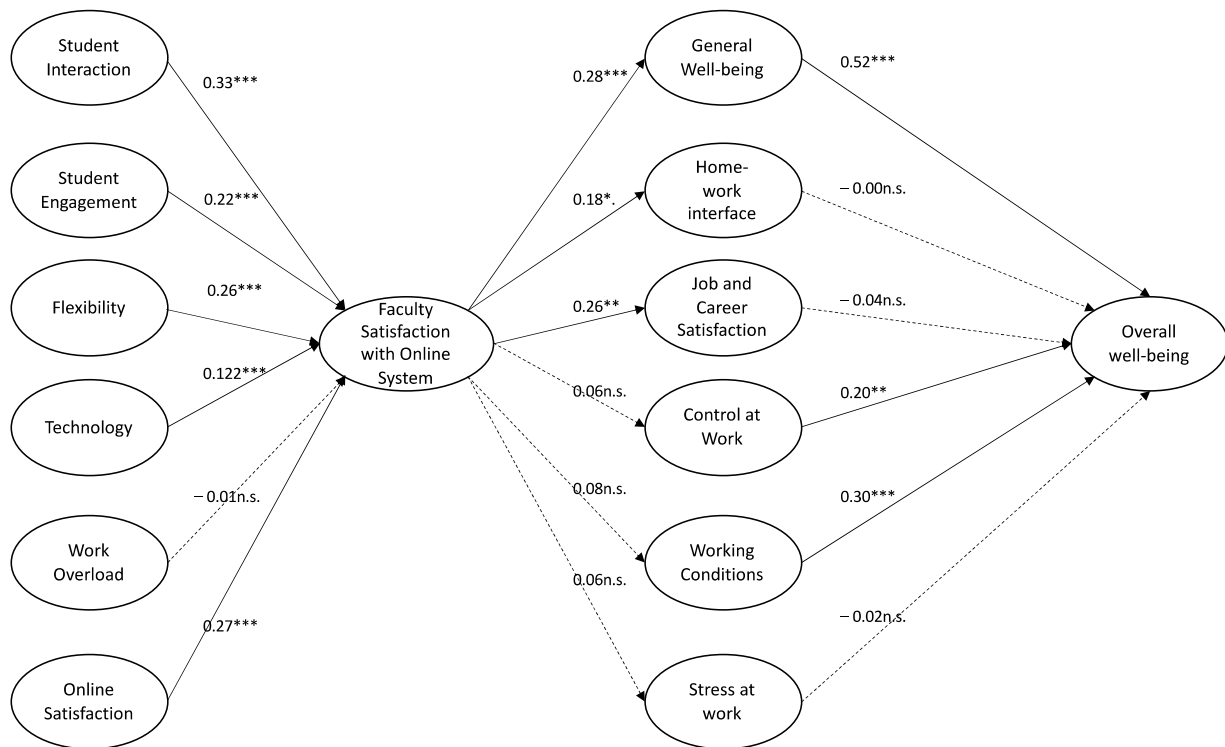 Student
Interaction
0.33***
Student
Engagement
0.22***
Flexibility
0.26***
Technology
0.122***
Work
Overload
– 0.01n.s.
Online
Satisfaction
0.27***
Faculty
Satisfaction
with Online
System
0.28***
0.18*.
0.26**
0.06n.s.
0.08n.s.
0.06n.s.
General
Well-being
Home-
work
interface
Job and
Career
Satisfaction
Control at
Work
Working
Conditions
Stress at
work
0.52***
– 0.00n.s.
– 0.04n.s.
0.20**
0.30***
– 0.02n.s.
Overall
well-being